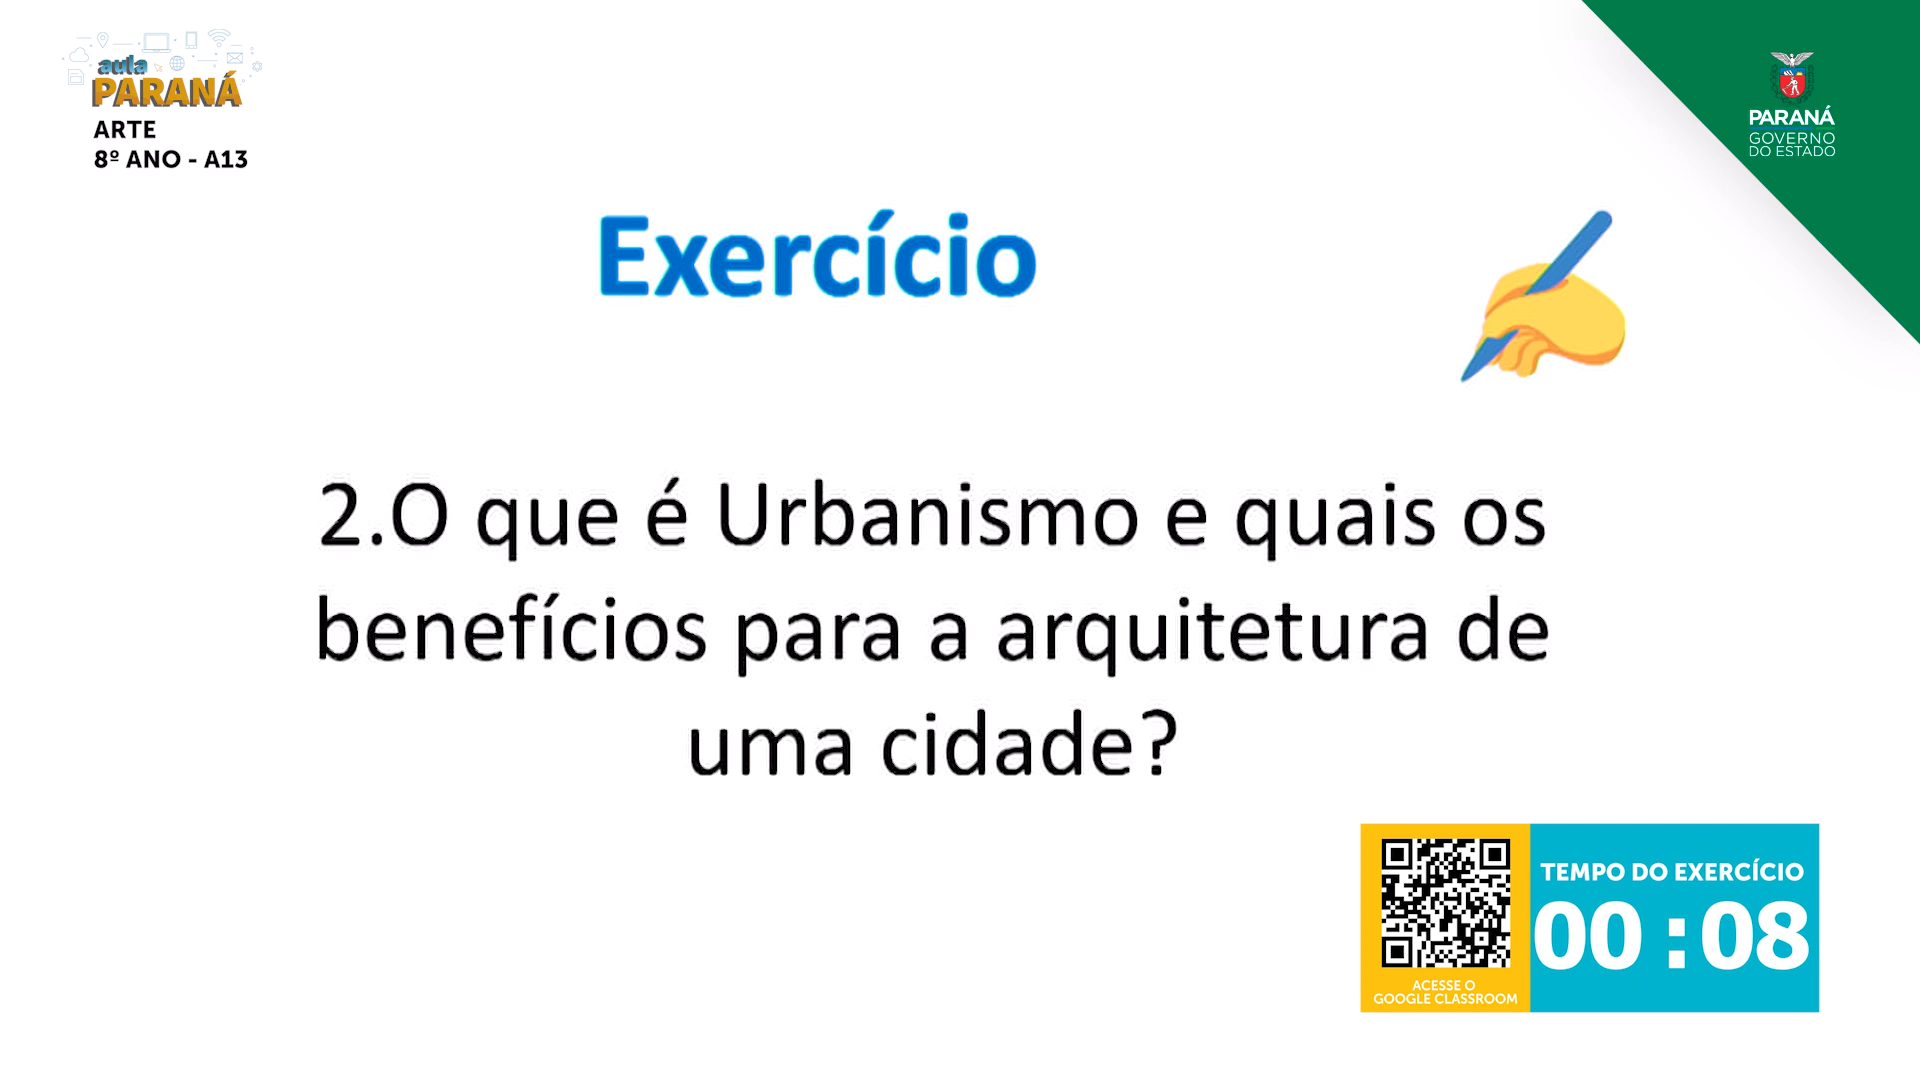 aula
PARANÁ
ARTE
8º ANO - A13
PARANÁ
GOVERNO
DO ESTADO
Exercício
2.O que é Urbanismo e quais os
benefícios para a arquitetura de
uma cidade?
TEMPO DO EXERCÍCIO
00 : 08
ACESSE O
GOOGLE CLASSROOM